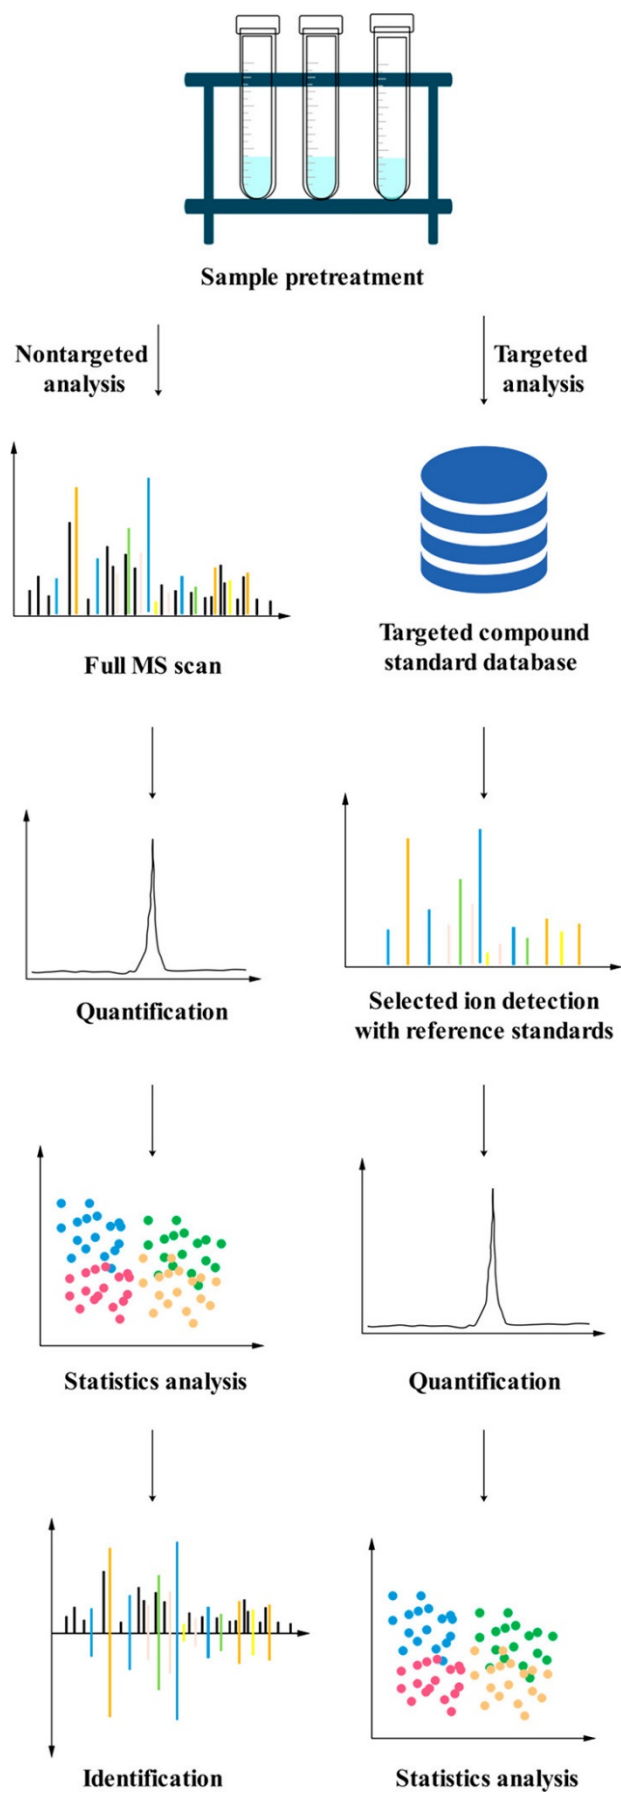 Sample pretreatment
Nontargeted
analysis
Targeted
analysis
Full MS scan
Targeted compound
standard database
Quantification
Selected ion detection
with reference standards
Statistics analysis
Quantification
Identification
Statistics analysis